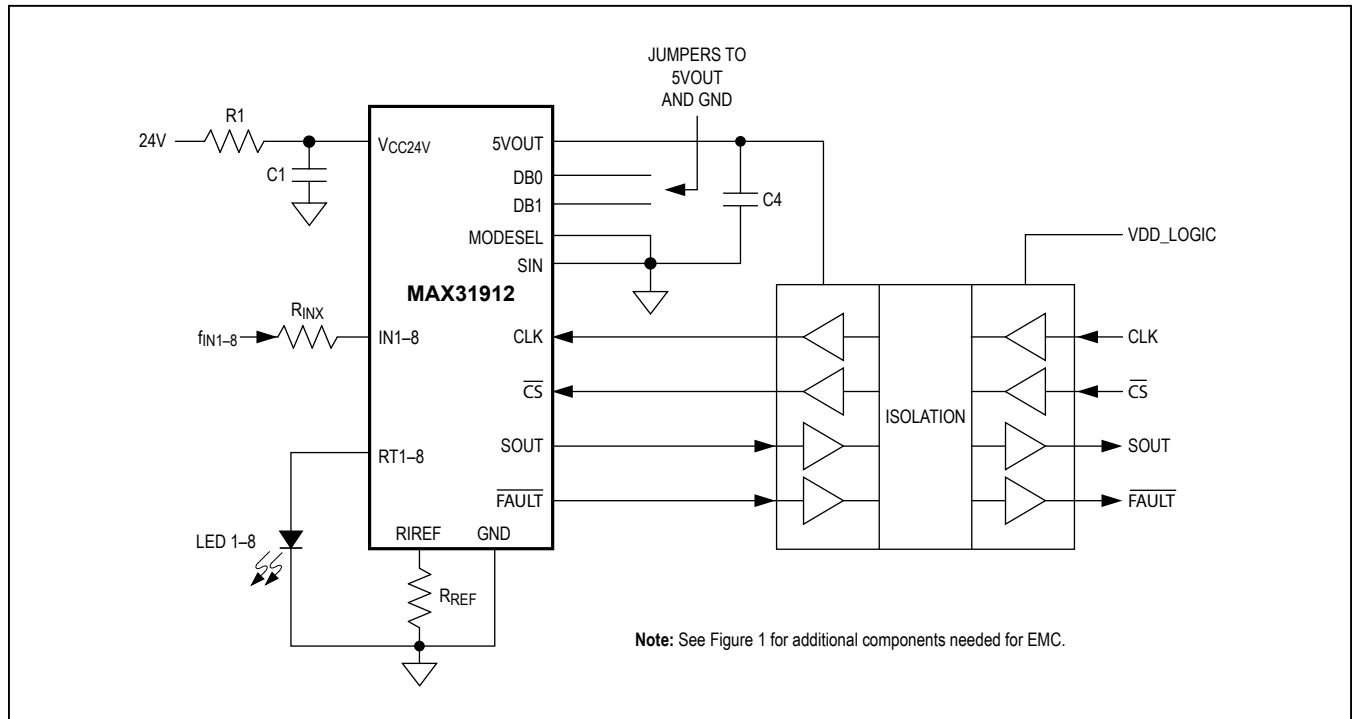 JUMPERS TO
5VOUT
AND GND
24V
R1
C1
VCC24V
5VOUT
DB0
DB1
MODESEL
SIN
C4
VDD_LOGIC
MAX31912
fIN1–8
RINX
IN1–8
CLK
CLK
CS
CS
ISOLATION
RT1–8
SOUT
SOUT
FAULT
FAULT
LED 1–8
RIREF
GND
RREF
Note: See Figure 1 for additional components needed for EMC.